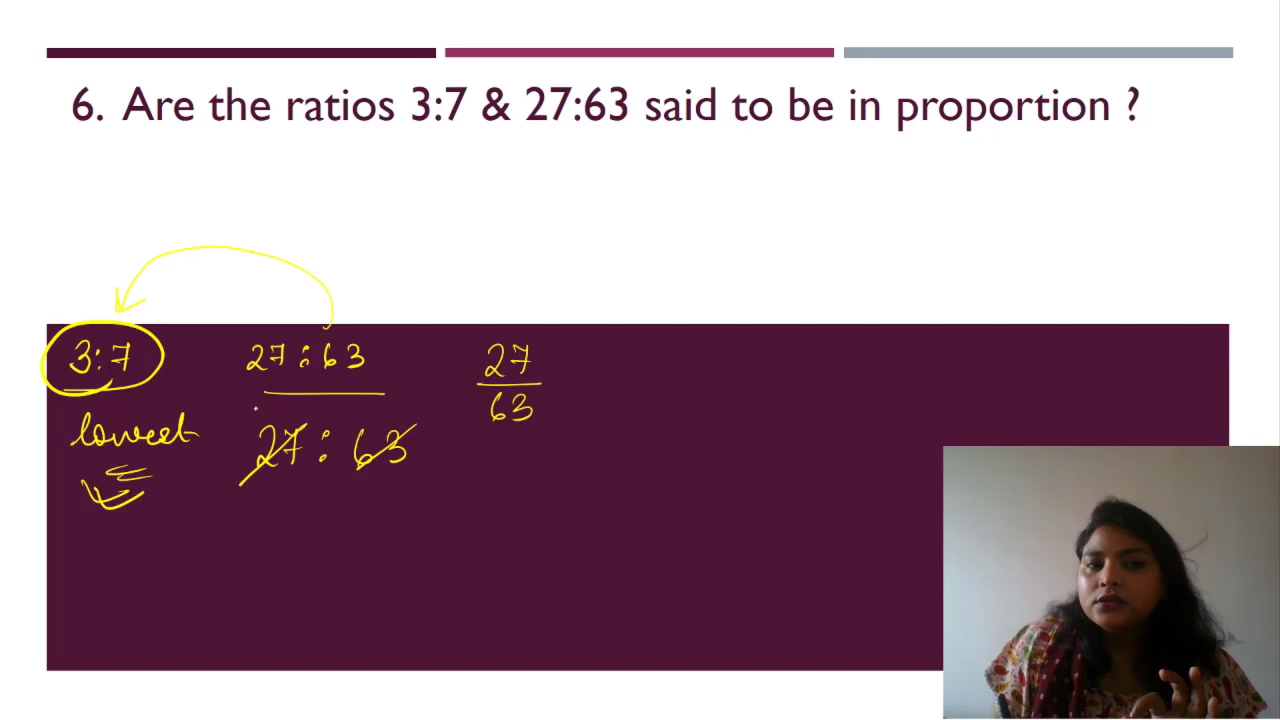 6. Are the ratios 3:7 & 27:63 said to be in proportion ?
3:7 27:63 27
63
lowest 27:63